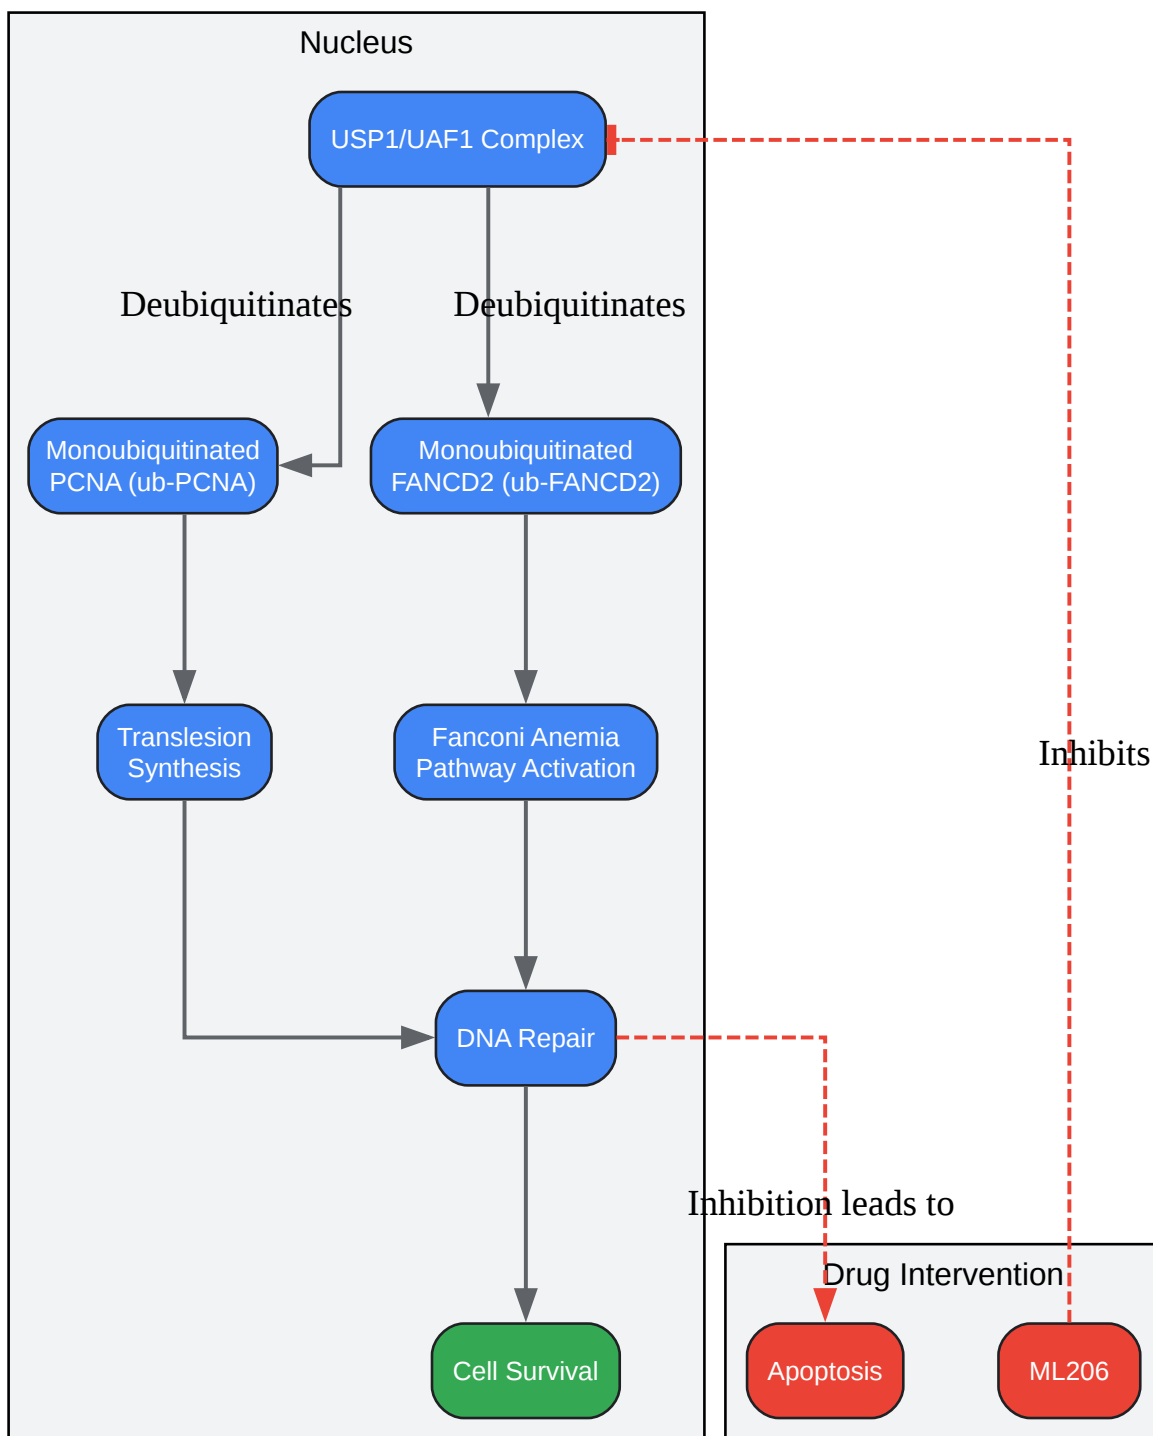 Nucleus
USP1/UAF1 Complex
Deubiquitinates
Deubiquitinates
Monoubiquitinated
PCNA (ub-PCNA)
Monoubiquitinated
FANCD2 (ub-FANCD2)
Translesion
Synthesis
Fanconi Anemia
Pathway Activation
Inhibits
DNA Repair
Inhibition leads to
Drug Intervention
Cell Survival
Apoptosis
ML206